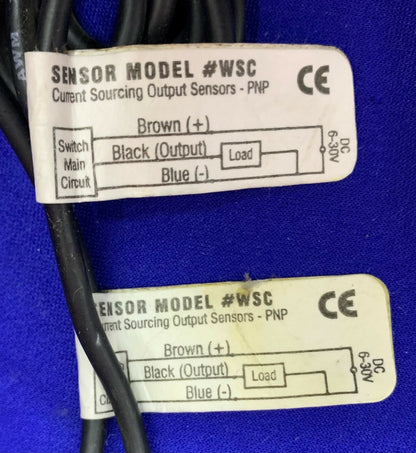 AWM
SENSOR MODEL #WSC
CE
Current Sourcing Output Sensors - PNP
Brown (+)
Switch
Main
Circuit
Black (Output)
Load
Blue (-)
DC
6-30V
ENSOR MODEL #WSC
CE
rrent Sourcing Output Sensors - PNP
Brown (+)
Black (Output)
Load
Blue (-)
DC
6-30V